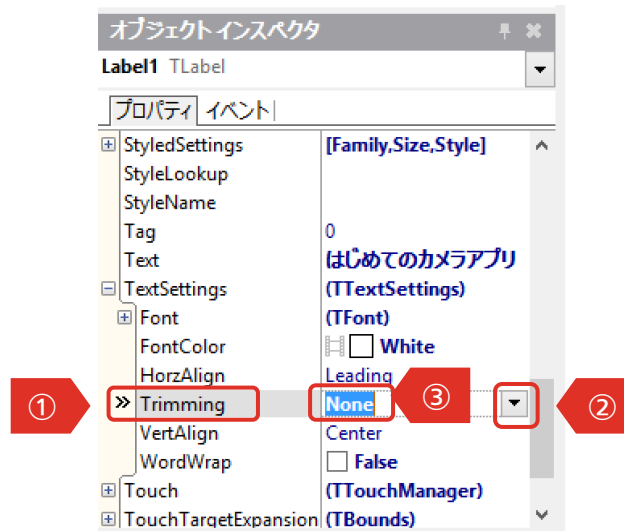 オブジェクト インスペクタ
Label1 TLabel
プロパティ イベント
StyledSettings [Family,Size,Style]
StyleLookup
StyleName
Tag 0
Text はじめてのカメラアプリ
TextSettings (TTextSettings)
Font (TFont)
FontColor White
HorzAlign Leading
① Trimming None ③ ②
VertAlign Center
WordWrap False
Touch (TTouchManager)
TouchTargetExpansion (TBounds)